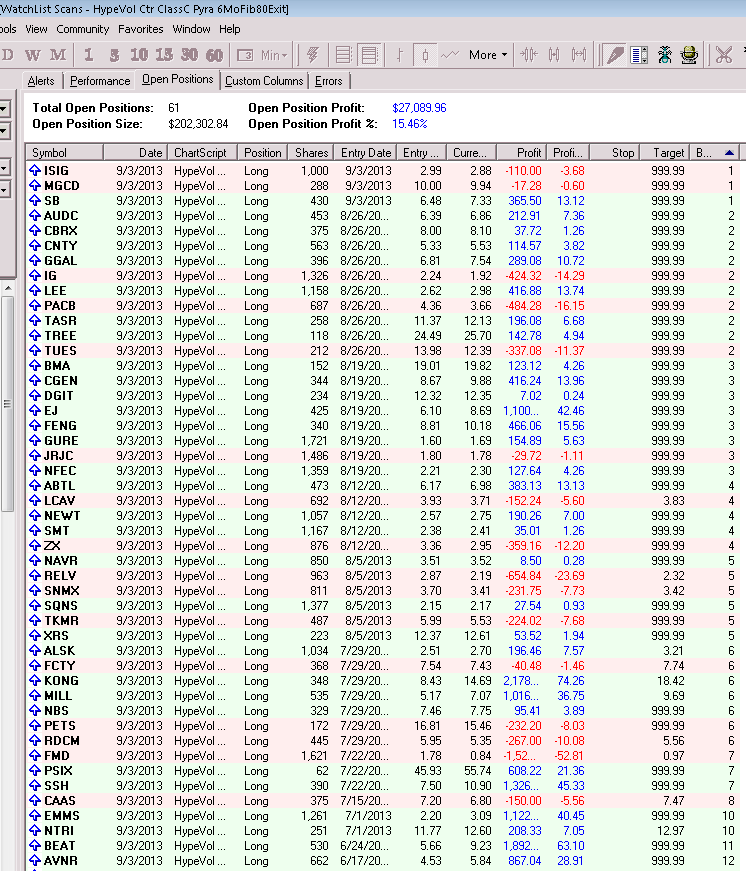 [WatchList Scans - HypeVol Ctr ClassC Pyra 6MoFib80Exit]
ools View Community Favorites Window Help
D W M 1 3 5 10 15 30 60 3 Min More
Alerts Performance Open Positions Custom Columns Errors
Total Open Positions: 61 Open Position Profit: $27,089.96
Open Position Size: $202,302.84 Open Position Profit %: 15.46%
Symbol Date ChartScript Position Shares Entry Date Entry ... Curre... Profit Profi... Stop Target B...
ISIG 9/3/2013 HypeVol ... Long 1,000 9/3/2013 2.99 2.88 -110.00 -3.68 999.99 1
MGCD 9/3/2013 HypeVol ... Long 288 9/3/2013 10.00 9.94 -17.28 -0.60 999.99 1
SB 9/3/2013 HypeVol ... Long 430 9/3/2013 6.48 7.33 365.50 13.12 999.99 1
AUDC 9/3/2013 HypeVol ... Long 453 8/26/20... 6.39 6.86 212.91 7.36 999.99 2
CBRX 9/3/2013 HypeVol ... Long 375 8/26/20... 8.00 8.10 37.72 1.26 999.99 2
CNTY 9/3/2013 HypeVol ... Long 563 8/26/20... 5.33 5.53 114.57 3.82 999.99 2
GGAL 9/3/2013 HypeVol ... Long 396 8/26/20... 6.81 7.54 289.08 10.72 999.99 2
IG 9/3/2013 HypeVol ... Long 1,326 8/26/20... 2.24 1.92 -424.32 -14.29 999.99 2
LEE 9/3/2013 HypeVol ... Long 1,158 8/26/20... 2.62 2.98 416.88 13.74 999.99 2
PACB 9/3/2013 HypeVol ... Long 687 8/26/20... 4.36 3.66 -484.28 -16.15 999.99 2
TASR 9/3/2013 HypeVol ... Long 258 8/26/20... 11.37 12.13 196.08 6.68 999.99 2
TREE 9/3/2013 HypeVol ... Long 118 8/26/20... 24.49 25.70 142.78 4.94 999.99 2
TUES 9/3/2013 HypeVol ... Long 212 8/26/20... 13.98 12.39 -337.08 -11.37 999.99 2
BMA 9/3/2013 HypeVol ... Long 152 8/19/20... 19.01 19.82 123.12 4.26 999.99 3
CGEN 9/3/2013 HypeVol ... Long 344 8/19/20... 8.67 9.88 416.24 13.96 999.99 3
DGIT 9/3/2013 HypeVol ... Long 234 8/19/20... 12.32 12.35 7.02 0.24 999.99 3
EJ 9/3/2013 HypeVol ... Long 425 8/19/20... 6.10 8.69 1,100... 42.46 999.99 3
FENG 9/3/2013 HypeVol ... Long 340 8/19/20... 8.81 10.18 466.06 15.56 999.99 3
GURE 9/3/2013 HypeVol ... Long 1,721 8/19/20... 1.60 1.69 154.89 5.63 999.99 3
JRJC 9/3/2013 HypeVol ... Long 1,486 8/19/20... 1.80 1.78 -29.72 -1.11 999.99 3
NFEC 9/3/2013 HypeVol ... Long 1,359 8/19/20... 2.21 2.30 127.64 4.26 999.99 3
ABTL 9/3/2013 HypeVol ... Long 473 8/12/20... 6.17 6.98 383.13 13.13 999.99 4
LCAV 9/3/2013 HypeVol ... Long 692 8/12/20... 3.93 3.71 -152.24 -5.60 3.83 4
NEWT 9/3/2013 HypeVol ... Long 1,057 8/12/20... 2.57 2.75 190.26 7.00 999.99 4
SMT 9/3/2013 HypeVol ... Long 1,167 8/12/20... 2.38 2.41 35.01 1.26 999.99 4
ZX 9/3/2013 HypeVol ... Long 876 8/12/20... 3.36 2.95 -359.16 -12.20 999.99 4
NAVR 9/3/2013 HypeVol ... Long 850 8/5/2013 3.51 3.52 8.50 0.28 999.99 5
RELV 9/3/2013 HypeVol ... Long 963 8/5/2013 2.87 2.19 -654.84 -23.69 2.32 5
SNMX 9/3/2013 HypeVol ... Long 811 8/5/2013 3.70 3.41 -231.75 -7.73 3.42 5
SQNS 9/3/2013 HypeVol ... Long 1,377 8/5/2013 2.15 2.17 27.54 0.93 999.99 5
TKMR 9/3/2013 HypeVol ... Long 487 8/5/2013 5.99 5.53 -224.02 -7.68 999.99 5
XRS 9/3/2013 HypeVol ... Long 223 8/5/2013 12.37 12.61 53.52 1.94 999.99 5
ALSK 9/3/2013 HypeVol ... Long 1,034 7/29/20... 2.51 2.70 196.46 7.57 3.21 6
FCTY 9/3/2013 HypeVol ... Long 368 7/29/20... 7.54 7.43 -40.48 -1.46 7.74 6
KONG 9/3/2013 HypeVol ... Long 348 7/29/20... 8.43 14.69 2,178... 74.26 18.42 6
MILL 9/3/2013 HypeVol ... Long 535 7/29/20... 5.17 7.07 1,016... 36.75 9.69 6
NBS 9/3/2013 HypeVol ... Long 329 7/29/20... 7.46 7.75 95.41 3.89 999.99 6
PETS 9/3/2013 HypeVol ... Long 172 7/29/20... 16.81 15.46 -232.20 -8.03 999.99 6
RDCM 9/3/2013 HypeVol ... Long 445 7/29/20... 5.95 5.35 -267.00 -10.08 5.56 6
FMD 9/3/2013 HypeVol ... Long 1,621 7/22/20... 1.78 0.84 -1,52... -52.81 0.97 7
PSIX 9/3/2013 HypeVol ... Long 62 7/22/20... 45.93 55.74 608.22 21.36 999.99 7
SSH 9/3/2013 HypeVol ... Long 390 7/22/20... 7.50 10.90 1,326... 45.33 999.99 7
CAAS 9/3/2013 HypeVol ... Long 375 7/15/20... 7.20 6.80 -150.00 -5.56 7.47 8
EMMS 9/3/2013 HypeVol ... Long 1,261 7/1/2013 2.20 3.09 1,122... 40.45 999.99 10
NTRI 9/3/2013 HypeVol ... Long 251 7/1/2013 11.77 12.60 208.33 7.05 12.97 10
BEAT 9/3/2013 HypeVol ... Long 530 6/24/20... 5.66 9.23 1,892... 63.10 999.99 11
AVNR 9/3/2013 HypeVol ... Long 662 6/17/20... 4.53 5.84 867.04 28.91 999.99 12